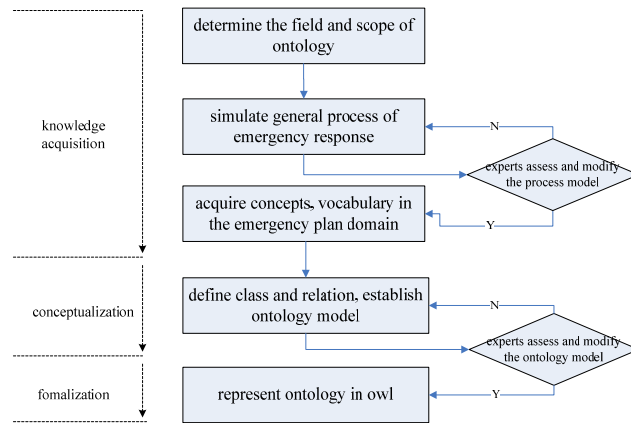 determine the field and scope of
ontology
knowledge
acquisition
simulate general process of
emergency response
N
experts assess and modify
the process model
acquire concepts, vocabulary in
the emergency plan domain
Y
conceptualization
define class and relation, establish
ontology model
N
experts assess and modify
the ontology model
fomalization
represent ontology in owl
Y